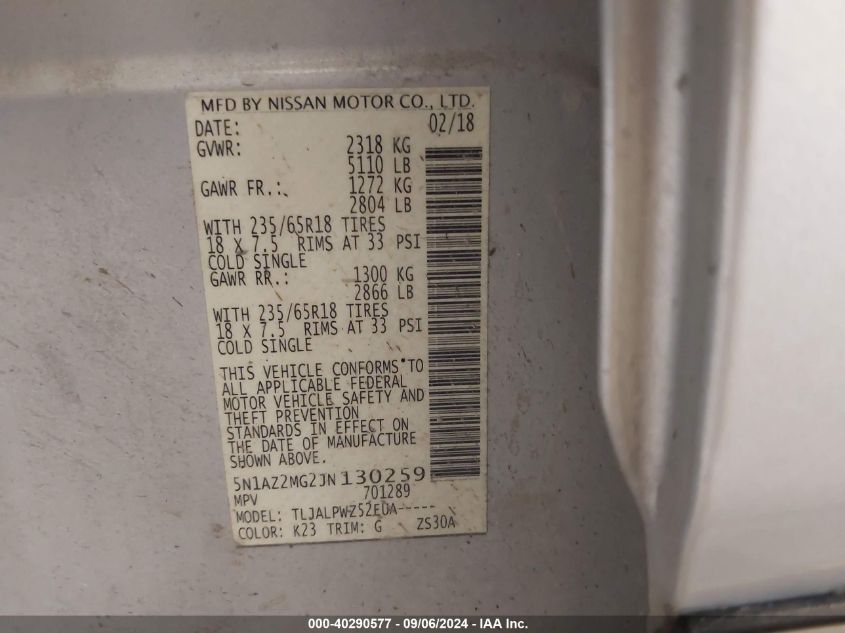 MFD BY NISSAN MOTOR CO., LTD.
DATE: 02/18
GVWR: 2318 KG
5110 LB
GAWR FR.: 1272 KG
2804 LB
WITH 235/65R18 TIRES
18 X 7.5 RIMS AT 33 PSI
COLD SINGLE
GAWR RR.: 1300 KG
2866 LB
WITH 235/65R18 TIRES
18 X 7.5 RIMS AT 33 PSI
COLD SINGLE
THIS VEHICLE CONFORMS TO
ALL APPLICABLE FEDERAL
MOTOR VEHICLE SAFETY AND
THEFT PREVENTION
STANDARDS IN EFFECT ON
THE DATE OF MANUFACTURE
SHOWN ABOVE.
5N1AZ2MG2JN130259
MPV 701289
MODEL: TLJALPWZ52EUA-----
COLOR: K23 TRIM: G ZS30A
000-40290577 - 09/06/2024 - IAA Inc.